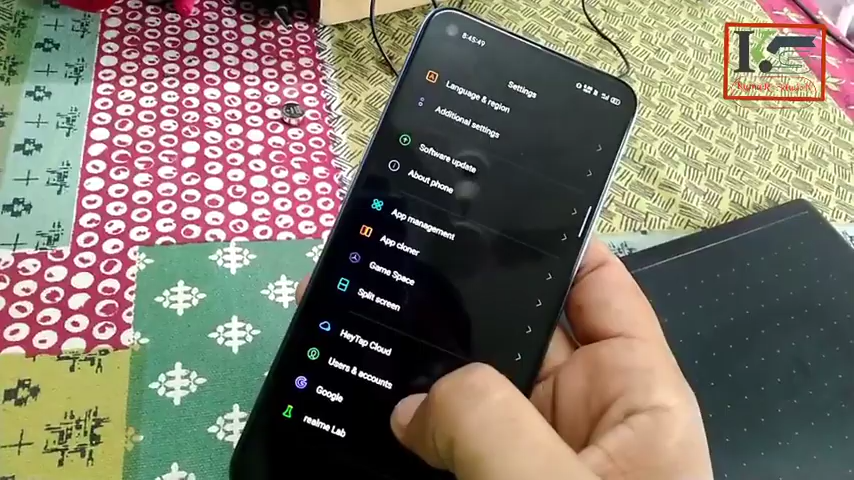 8:45:49
Settings
Language & region
Additional settings
Software update
About phone
App management
App cloner
Game Space
Split screen
HeyTap Cloud
Users & accounts
Google
realme Lab